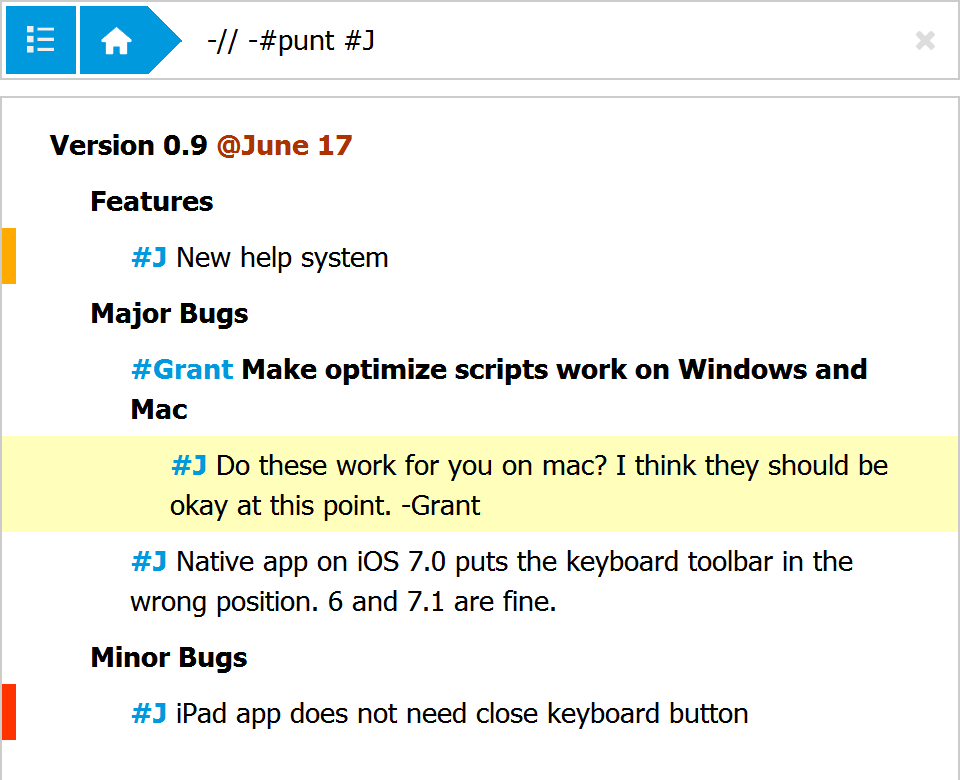 -// -#punt #J
Version 0.9 @June 17
Features
#J New help system
Major Bugs
#Grant Make optimize scripts work on Windows and
Mac
#J Do these work for you on mac? I think they should be
okay at this point. -Grant
#J Native app on iOS 7.0 puts the keyboard toolbar in the
wrong position. 6 and 7.1 are fine.
Minor Bugs
#J iPad app does not need close keyboard button